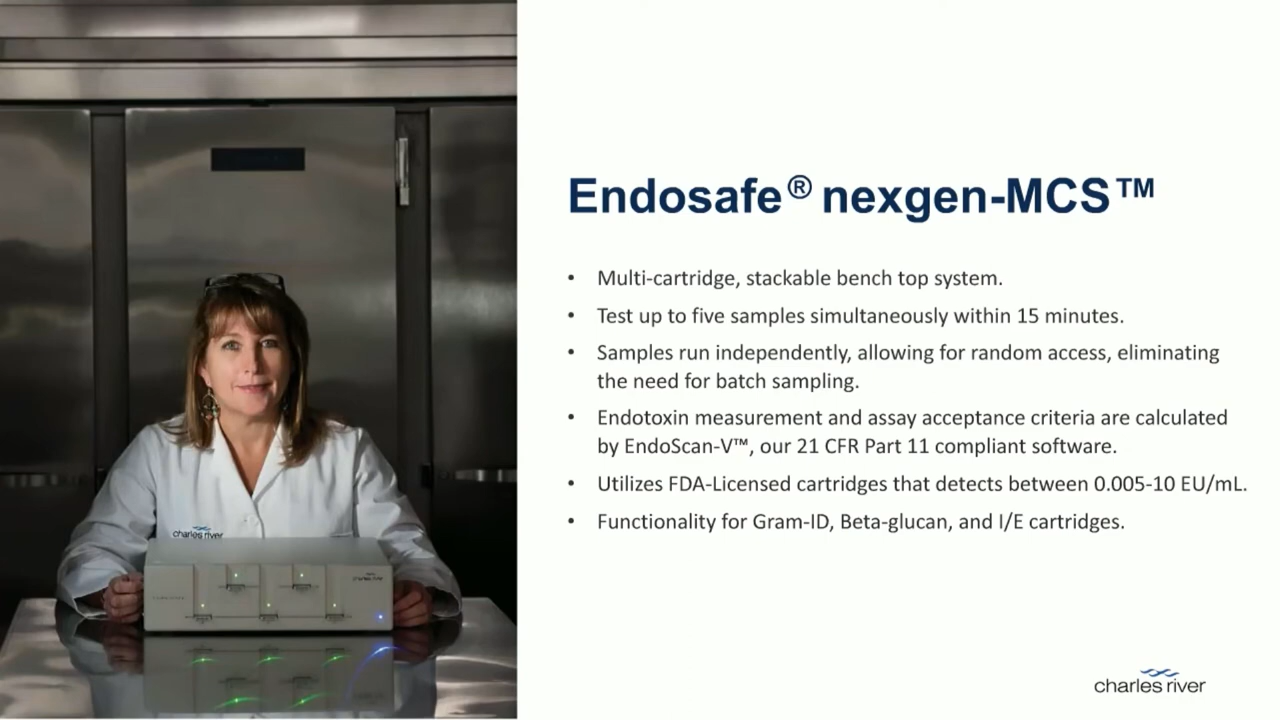 Endosafe® nexgen-MCS™
• Multi-cartridge, stackable bench top system.
• Test up to five samples simultaneously within 15 minutes.
• Samples run independently, allowing for random access, eliminating
the need for batch sampling.
• Endotoxin measurement and assay acceptance criteria are calculated
by EndoScan-V™, our 21 CFR Part 11 compliant software.
• Utilizes FDA-Licensed cartridges that detects between 0.005-10 EU/mL.
• Functionality for Gram-ID, Beta-glucan, and I/E cartridges.
charles river
charles river